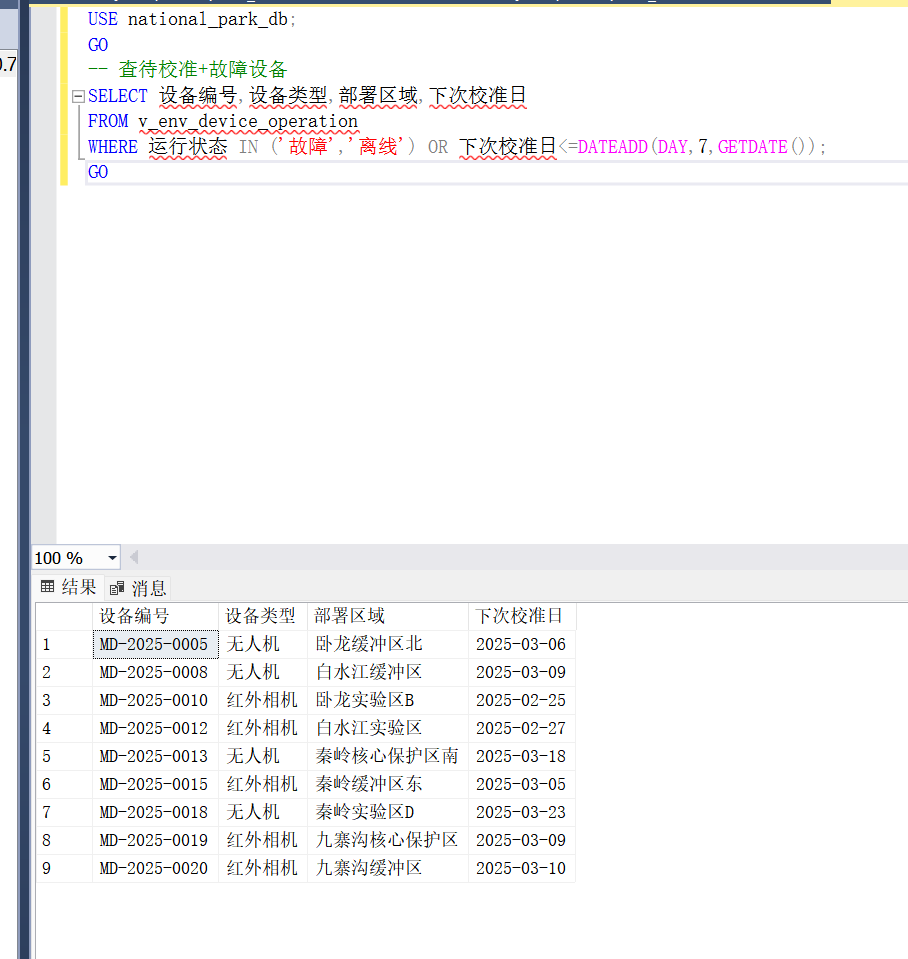 0.7
USE national_park_db;
GO
-- 查待校准+故障设备
SELECT 设备编号,设备类型,部署区域,下次校准日
FROM v_env_device_operation
WHERE 运行状态 IN ('故障','离线') OR 下次校准日<=DATEADD(DAY,7,GETDATE());
GO
100 %
结果 消息
设备编号 设备类型 部署区域 下次校准日
1 MD-2025-0005 无人机 卧龙缓冲区北 2025-03-06
2 MD-2025-0008 无人机 白水江缓冲区 2025-03-09
3 MD-2025-0010 红外相机 卧龙实验区B 2025-02-25
4 MD-2025-0012 红外相机 白水江实验区 2025-02-27
5 MD-2025-0013 无人机 秦岭核心保护区南 2025-03-18
6 MD-2025-0015 红外相机 秦岭缓冲区东 2025-03-05
7 MD-2025-0018 无人机 秦岭实验区D 2025-03-23
8 MD-2025-0019 红外相机 九寨沟核心保护区 2025-03-09
9 MD-2025-0020 红外相机 九寨沟缓冲区 2025-03-10